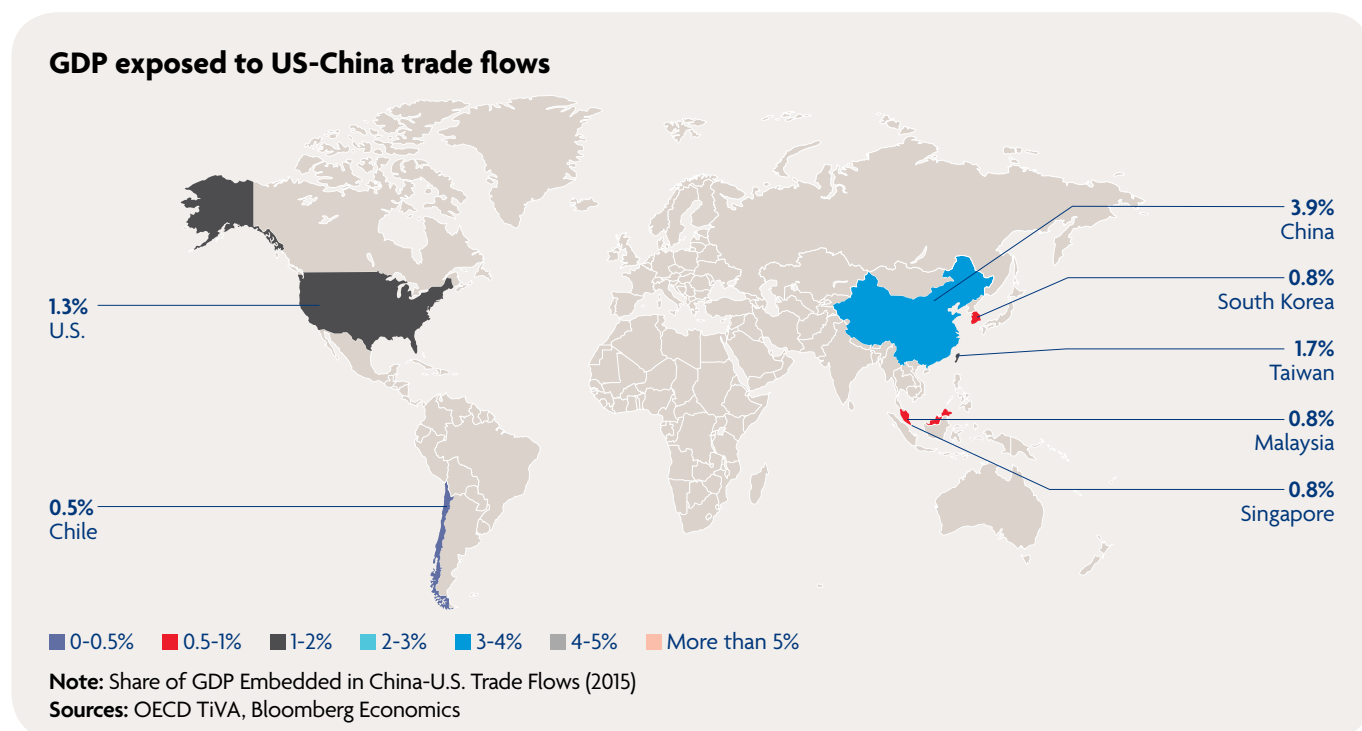 GDP exposed to US-China trade flows
3.9%
China
0.8%
South Korea
1.3%
U.S.
1.7%
Taiwan
0.8%
Malaysia
0.8%
Singapore
0.5%
Chile
0-0.5% 0.5-1% 1-2% 2-3% 3-4% 4-5% More than 5%
Note: Share of GDP Embedded in China-U.S. Trade Flows (2015)
Sources: OECD TiVA, Bloomberg Economics